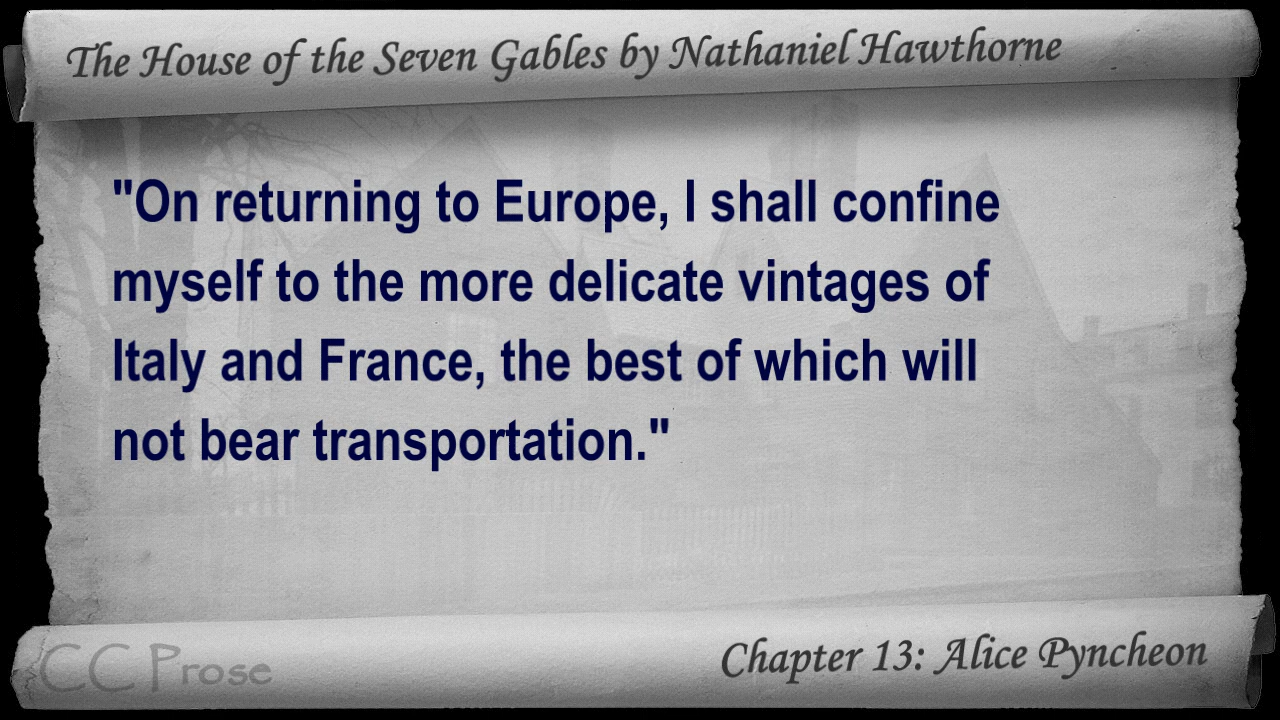 The House of the Seven Gables by Nathaniel Hawthorne
"On returning to Europe, I shall confine
myself to the more delicate vintages of
Italy and France, the best of which will
not bear transportation."
CC Prose
Chapter 13: Alice Pyncheon